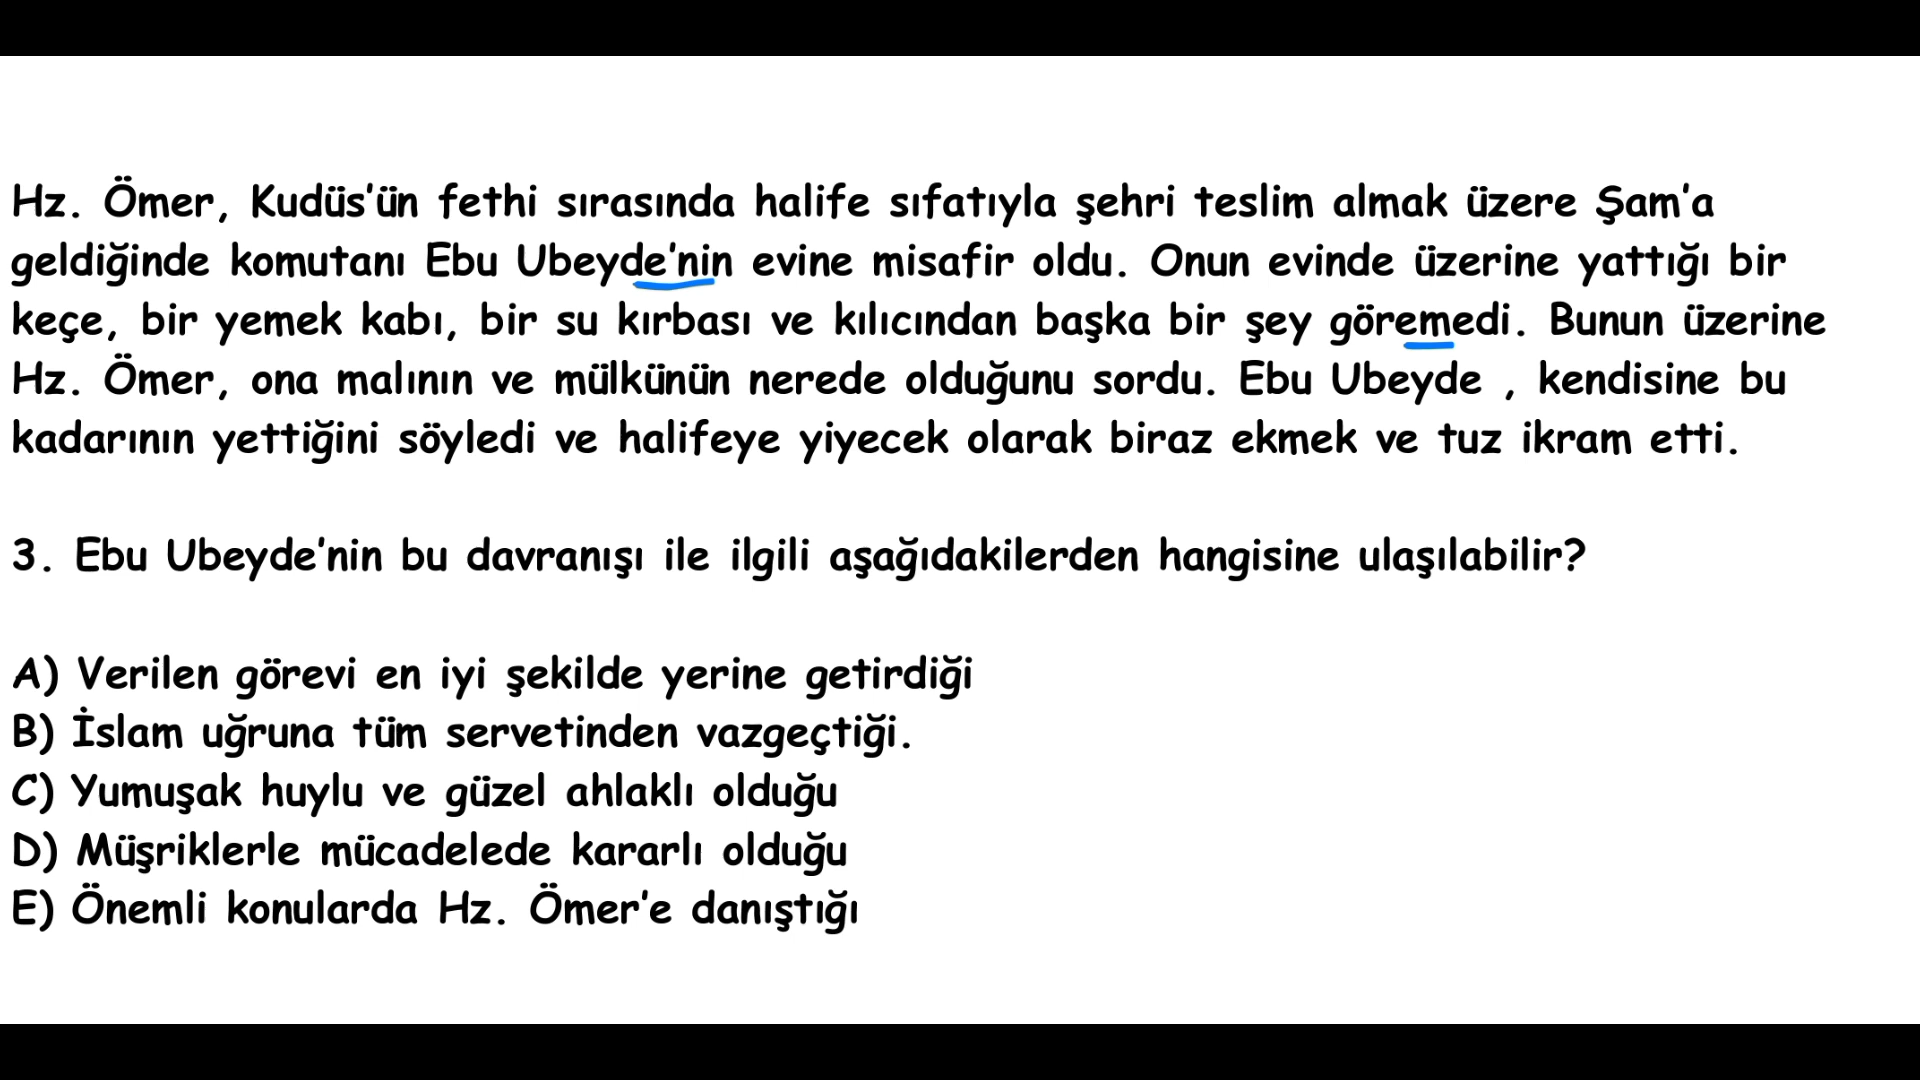 Hz. Ömer, Kudüs'ün fethi sırasında halife sıfatıyla şehri teslim almak üzere Şam'a
geldiğinde komutanı Ebu Ubeyde'nin evine misafir oldu. Onun evinde üzerine yattığı bir
keçe, bir yemek kabı, bir su kırbası ve kılıcından başka bir şey göremedi. Bunun üzerine
Hz. Ömer, ona malının ve mülkünün nerede olduğunu sordu. Ebu Ubeyde , kendisine bu
kadarının yettiğini söyledi ve halifeye yiyecek olarak biraz ekmek ve tuz ikram etti.
3. Ebu Ubeyde'nin bu davranışı ile ilgili aşağıdakilerden hangisine ulaşılabilir?
A) Verilen görevi en iyi şekilde yerine getirdiği
B) İslam uğruna tüm servetinden vazgeçtiği.
C) Yumuşak huylu ve güzel ahlaklı olduğu
D) Müşriklerle mücadelede kararlı olduğu
E) Önemli konularda Hz. Ömer'e danıştığı